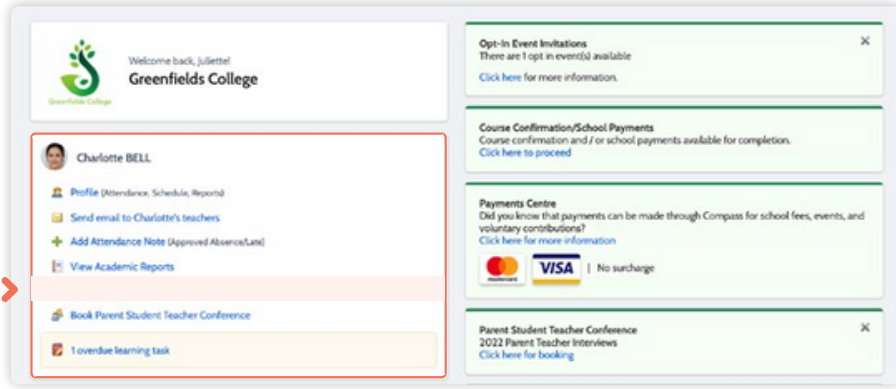 Welcome back, Juliette!
Greenfields College
Greenfields College
Charlotte BELL
Profile (Attendance, Schedule, Reports)
Send email to Charlotte's teachers
Add Attendance Note (Approved Absence/Late)
View Academic Reports
Book Parent Student Teacher Conference
1 overdue learning task
Opt-In Event Invitations
There are 1 opt in event(s) available
Click here for more information.
Course Confirmation/School Payments
Course confirmation and / or school payments available for completion.
Click here to proceed
Payments Centre
Did you know that payments can be made through Compass for school fees, events, and
voluntary contributions?
Click here for more information
mastercard VISA | No surcharge
Parent Student Teacher Conference
2022 Parent Teacher Interviews
Click here for booking